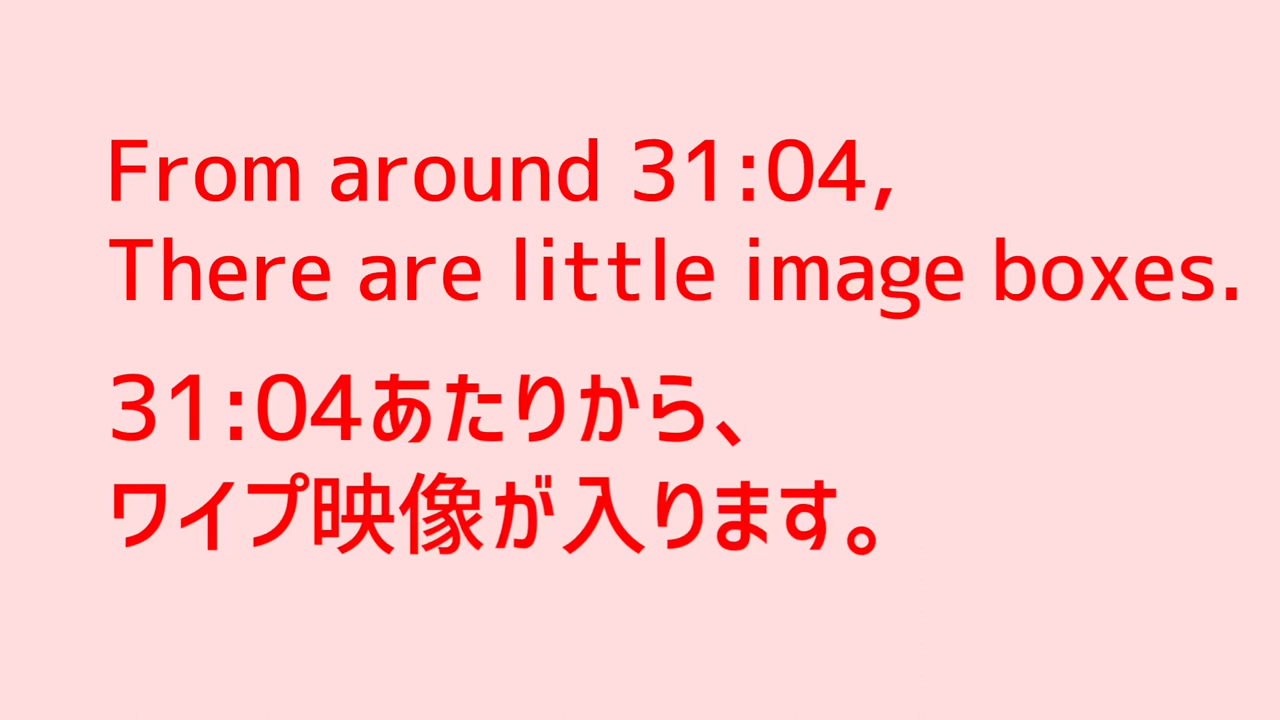 From around 31:04,
There are little image boxes.
31:04あたりから、
ワイプ映像が入ります。